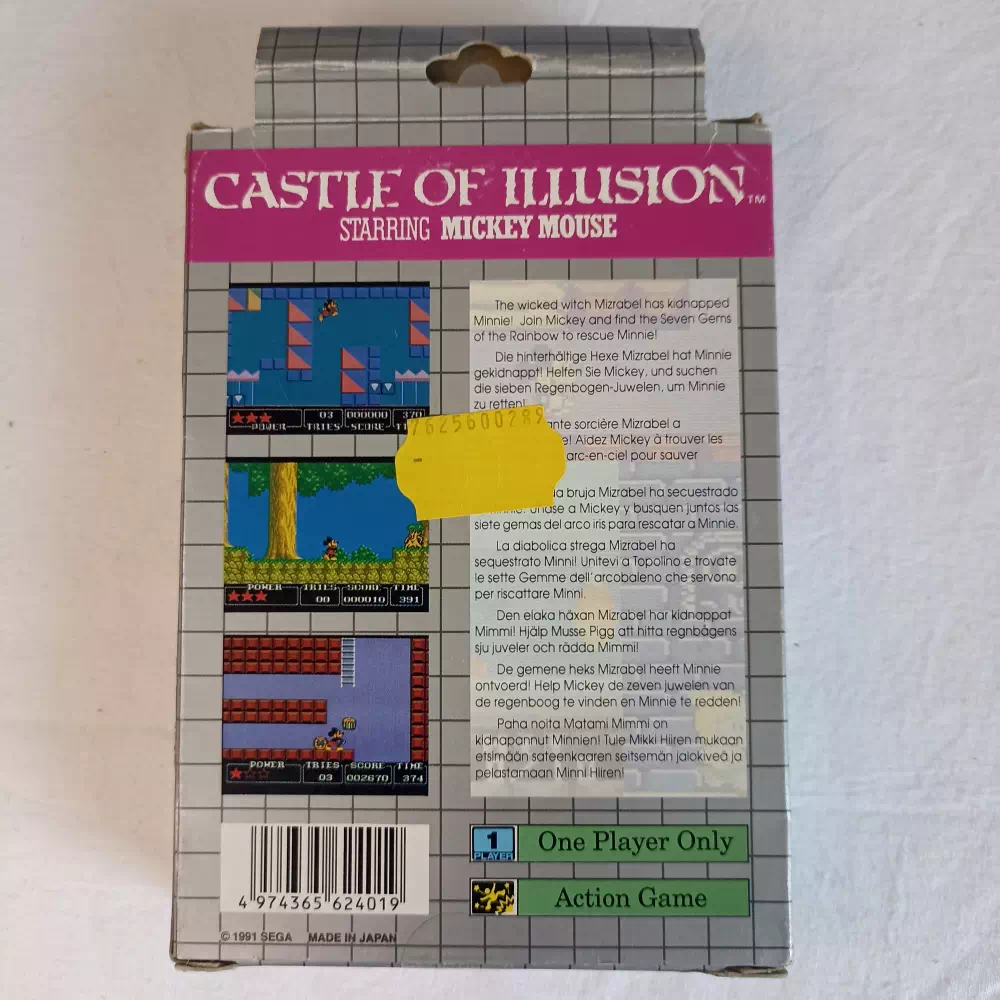 CASTLE OF ILLUSION™
STARRING MICKEY MOUSE
03 000000 370
POWER TRIES SCORE
POWER TRIES SCORE TIME
00 000010 391
POWER TRIES SCORE TIME
03 002670 374
The wicked witch Mizrabel has kidnapped
Minnie! Join Mickey and find the Seven Gems
of the Rainbow to rescue Minnie!
Die hinterhältige Hexe Mizrabel hat Minnie
gekidnappt! Helfen Sie Mickey, und suchen
die sieben Regenbogen-Juwelen, um Minnie
zu retten!
7625600289
sorcière Mizrabel a
Aidez Mickey à trouver les
arc-en-ciel pour sauver
bruja Mizrabel ha secuestrado
a Mickey y busquen juntos las
siete gemas del arco iris para rescatar a Minnie.
La diabolica strega Mizrabel ha
sequestrato Minni! Unitevi a Topolino e trovate
le sette Gemme dell'arcobaleno che servono
per riscattare Minni.
Den elaka häxan Mizrabel har kidnappat
Mimmi! Hjälp Musse Pigg att hitta regnbågens
sju juveler och rädda Mimmi!
De gemene heks Mizrabel heeft Minnie
ontvoerd! Help Mickey de zeven juwelen van
de regenboog te vinden en Minnie te redden!
Paha noita Matami Mimmi on
kidnapannut Minnien! Tule Mikki Hiiren mukaan
etsimään sateenkaaren seitsemän jalokiveä ja
pelastamaan Minni Hiiren!
1 PLAYER One Player Only
Action Game
4 974365 624019
© 1991 SEGA MADE IN JAPAN